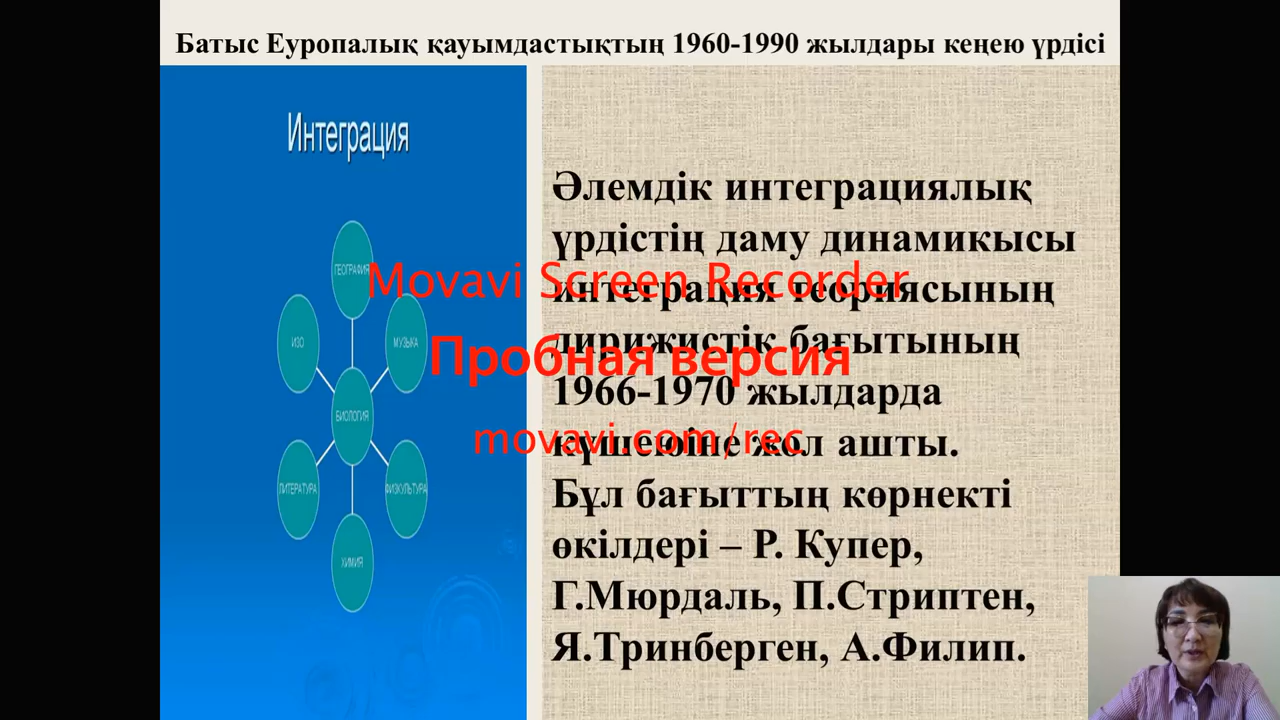 Батыс Еуропалық қауымдастықтың 1960-1990 жылдары кеңею үрдісі
Интеграция
ГЕОГРАФИЯ
ИЗО
МУЗЫКА
БИОЛОГИЯ
ЛИТЕРАТУРА
ФИЗКУЛЬТУРА
ХИМИЯ
Әлемдік интеграциялық
үрдістің даму динамикысы
интеграция теориясының
дирижистік бағытының
1966-1970 жылдарда
күшеюіне жол ашты.
Бұл бағыттың көрнекті
өкілдері – Р. Купер,
Г.Мюрдаль, П.Стриптен,
Я.Тринберген, А.Филип.
Movavi Screen Recorder
Пробная версия
movavi.com/rec